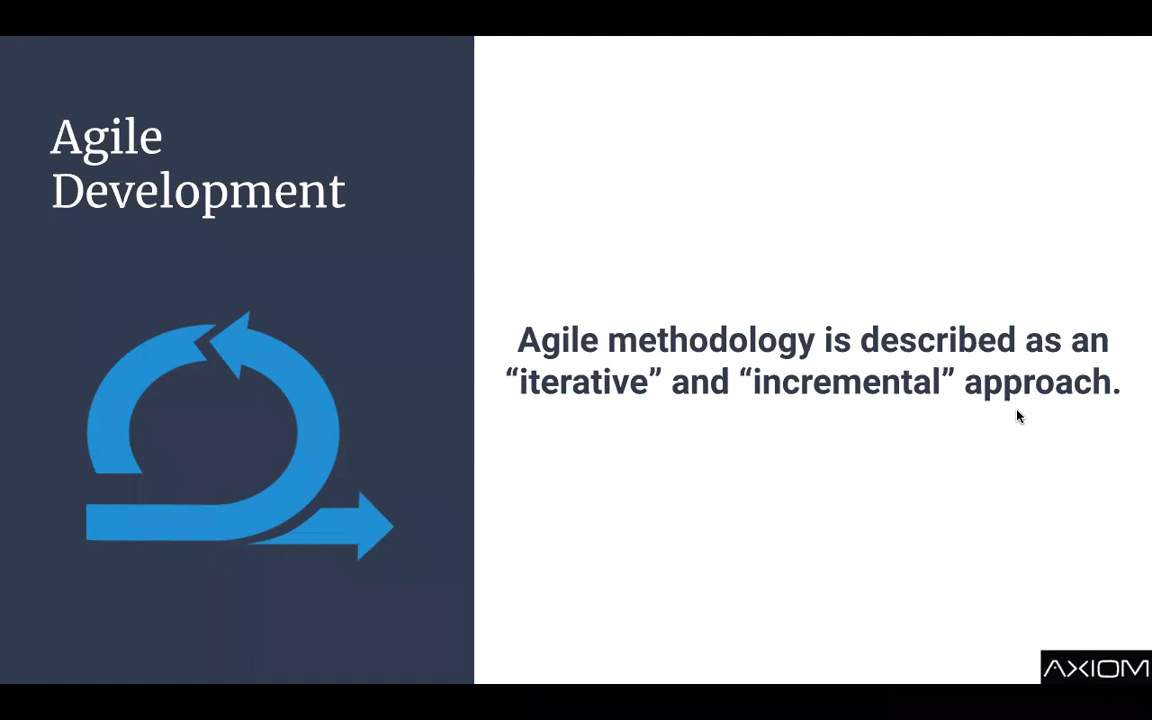 Agile
Development
Agile methodology is described as an
“iterative” and “incremental” approach.
AXIOM